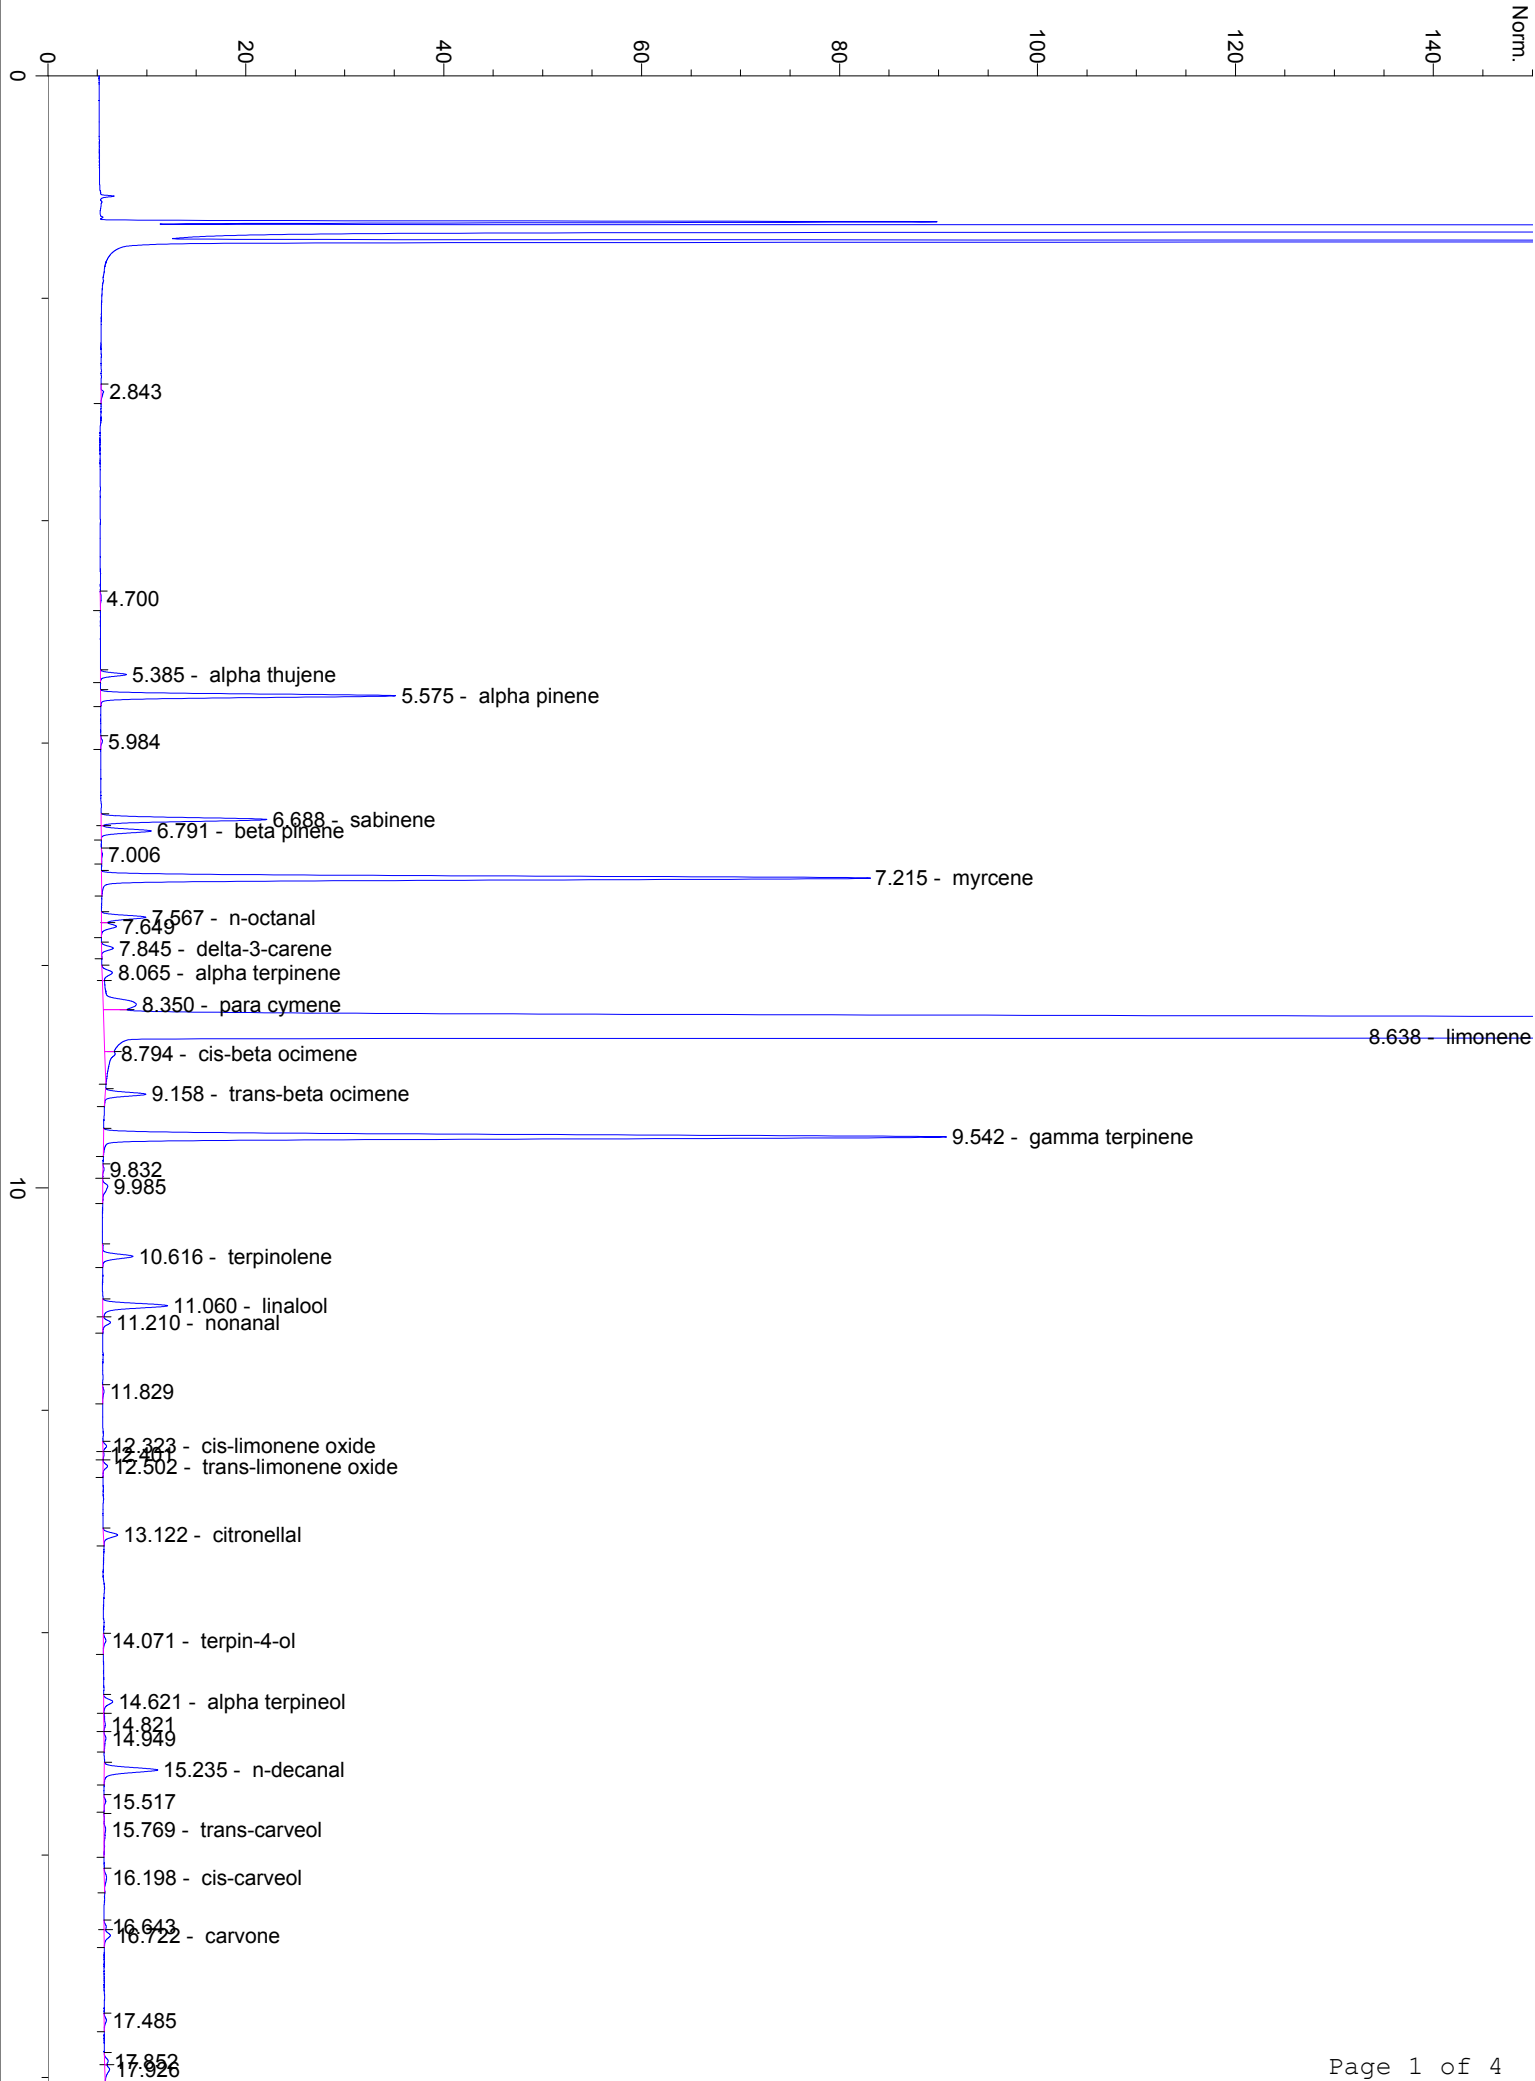 Norm.
0
20
40
60
80
100
120
140
0
2.843
4.700
5.385 - alpha thujene
5.575 - alpha pinene
5.984
6.688 - sabinene
6.791 - beta pinene
7.006
7.215 - myrcene
7.567 - n-octanal
7.649
7.845 - delta-3-carene
8.065 - alpha terpinene
8.350 - para cymene
8.638 - limonene
8.794 - cis-beta ocimene
9.158 - trans-beta ocimene
9.542 - gamma terpinene
9.832
9.985
10
10.616 - terpinolene
11.060 - linalool
11.210 - nonanal
11.829
12.323 - cis-limonene oxide
12.401
12.502 - trans-limonene oxide
13.122 - citronellal
14.071 - terpin-4-ol
14.621 - alpha terpineol
14.821
14.949
15.235 - n-decanal
15.517
15.769 - trans-carveol
16.198 - cis-carveol
16.643
16.722 - carvone
17.485
17.852
17.926
Page 1 of 4